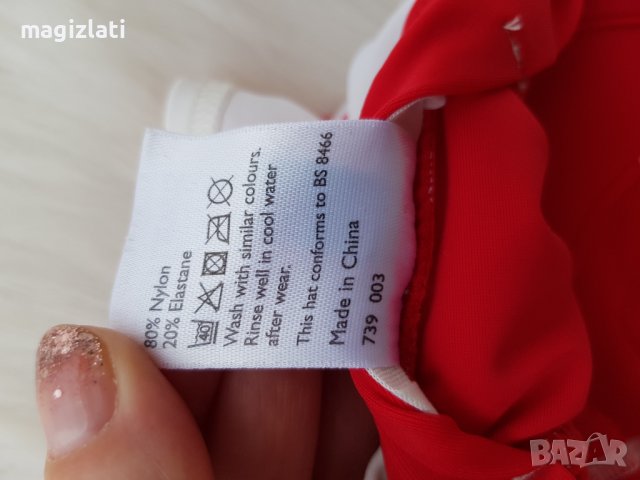 magizlati
80% Nylon
20% Elastane
40
Wash with similar colours.
Rinse well in cool water
after wear.
This hat conforms to BS 8466
Made in China
739 003
BAZAR